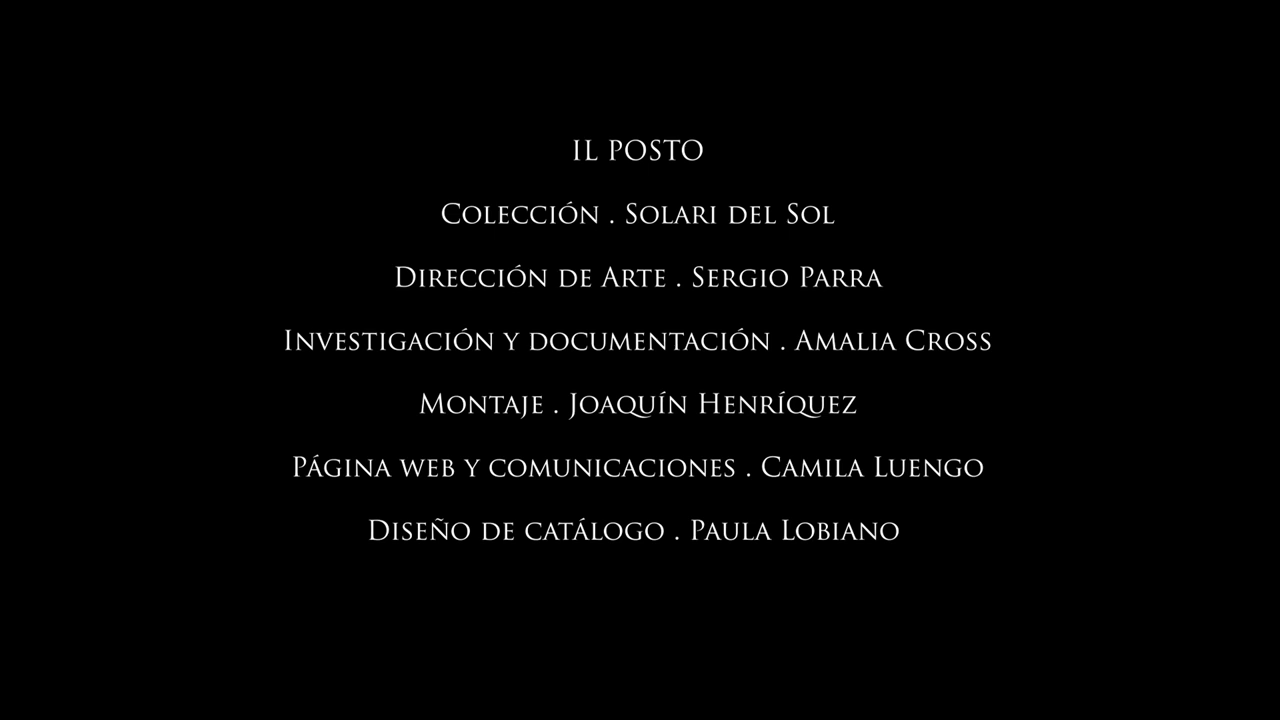 IL POSTO
Colección . Solari del Sol
Dirección de Arte . Sergio Parra
Investigación y documentación . Amalia Cross
Montaje . Joaquín Henríquez
Página web y comunicaciones . Camila Luengo
Diseño de catálogo . Paula Lobiano